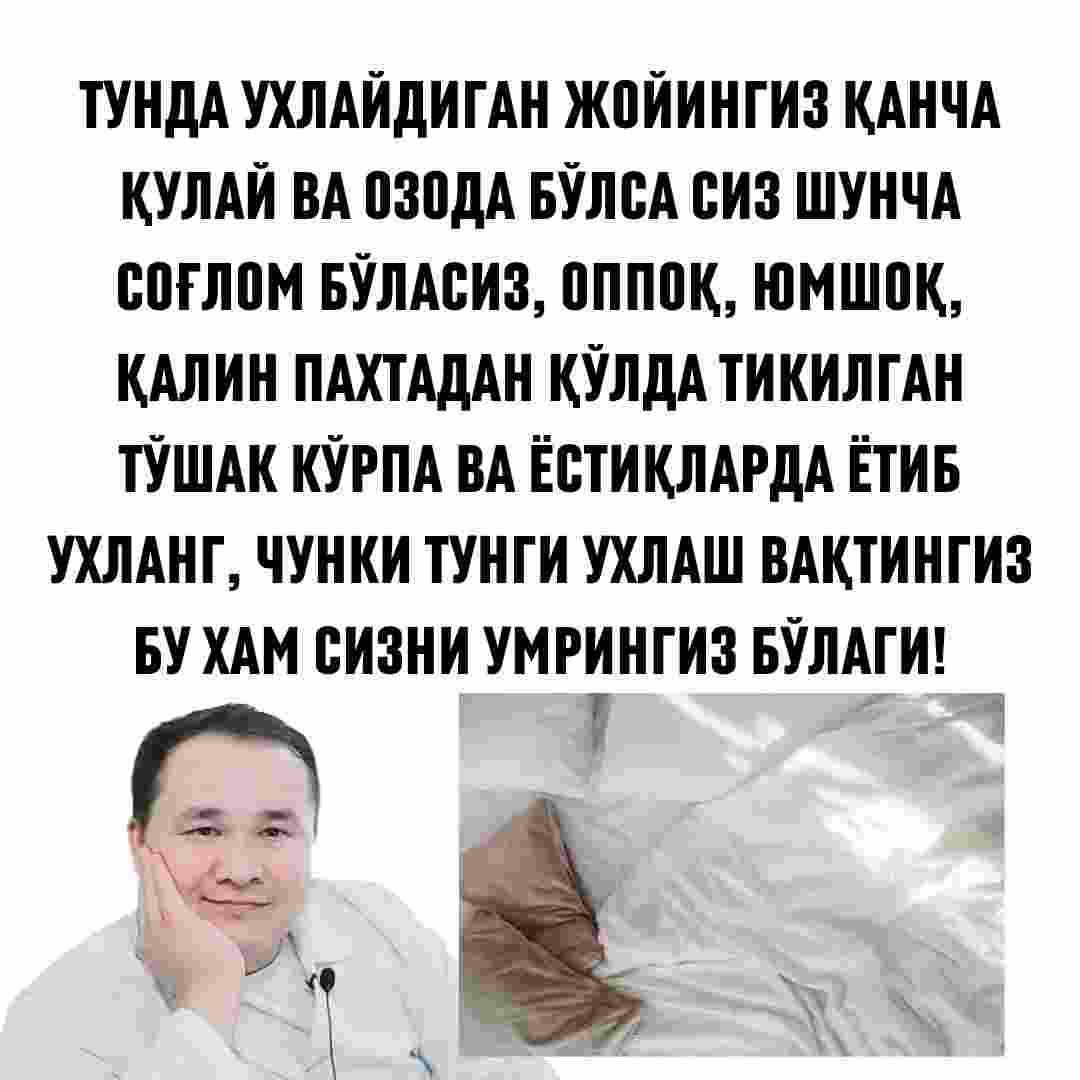 ТУНДА УХЛАЙДИГАН ЖОЙИНГИЗ ҚАНЧА
ҚУЛАЙ ВА ОЗОДА БЎЛСА СИЗ ШУНЧА
СОҒЛОМ БЎЛАСИЗ, ОППОҚ, ЮМШОҚ,
ҚАЛИН ПАХТАДАН ҚЎЛДА ТИКИЛГАН
ТЎШАК КЎРПА ВА ЁСТИҚЛАРДА ЁТИБ
УХЛАНГ, ЧУНКИ ТУНГИ УХЛАШ ВАҚТИНГИЗ
БУ ХАМ СИЗНИ УМРИНГИЗ БЎЛАГИ!